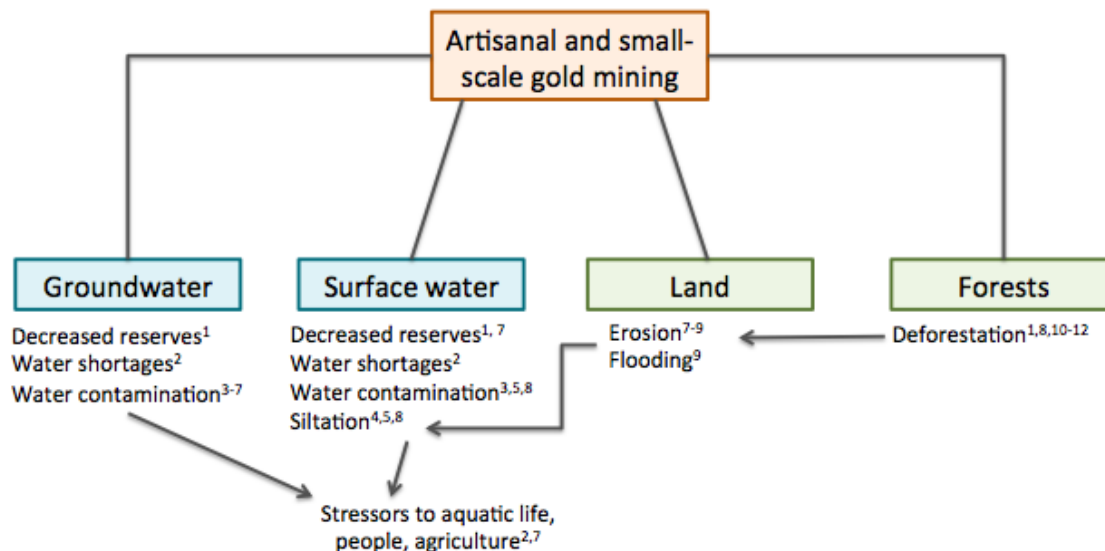 Artisanal and small-
scale gold mining
Groundwater
Decreased reserves¹
Water shortages²
Water contamination³⁻⁷
Surface water
Decreased reserves¹, ⁷
Water shortages²
Water contamination³,⁵,⁸
Siltation⁴,⁵,⁸
Land
Erosion⁷⁻⁹
Flooding⁹
Forests
Deforestation¹,⁸,¹⁰⁻¹²
Stressors to aquatic life,
people, agriculture²,⁷